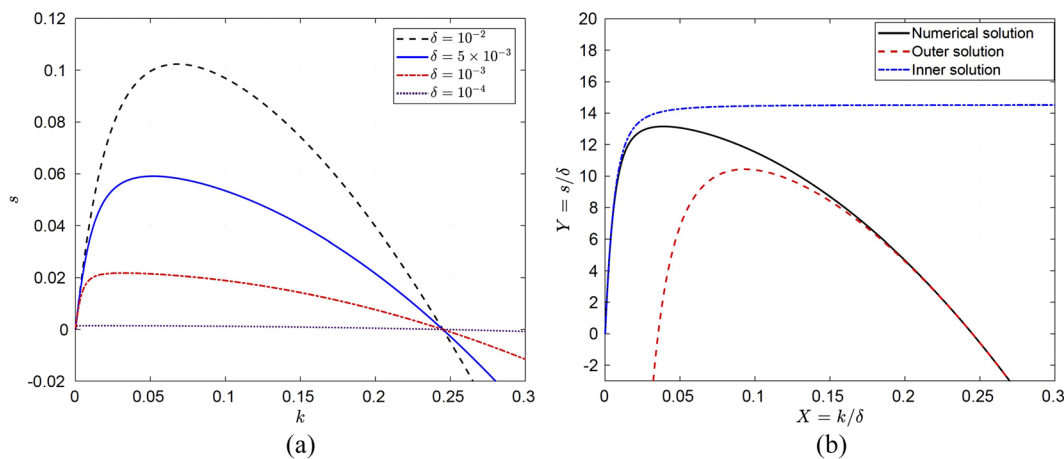 0.12
0.1
0.08
0.06
0.04
0.02
0
-0.02
s
0 0.05 0.1 0.15 0.2 0.25 0.3
k
δ = 10⁻²
δ = 5 × 10⁻³
δ = 10⁻³
δ = 10⁻⁴
(a)
20
18
16
14
12
10
8
6
4
2
0
-2
Y = s/δ
0 0.05 0.1 0.15 0.2 0.25 0.3
X = k/δ
Numerical solution
Outer solution
Inner solution
(b)